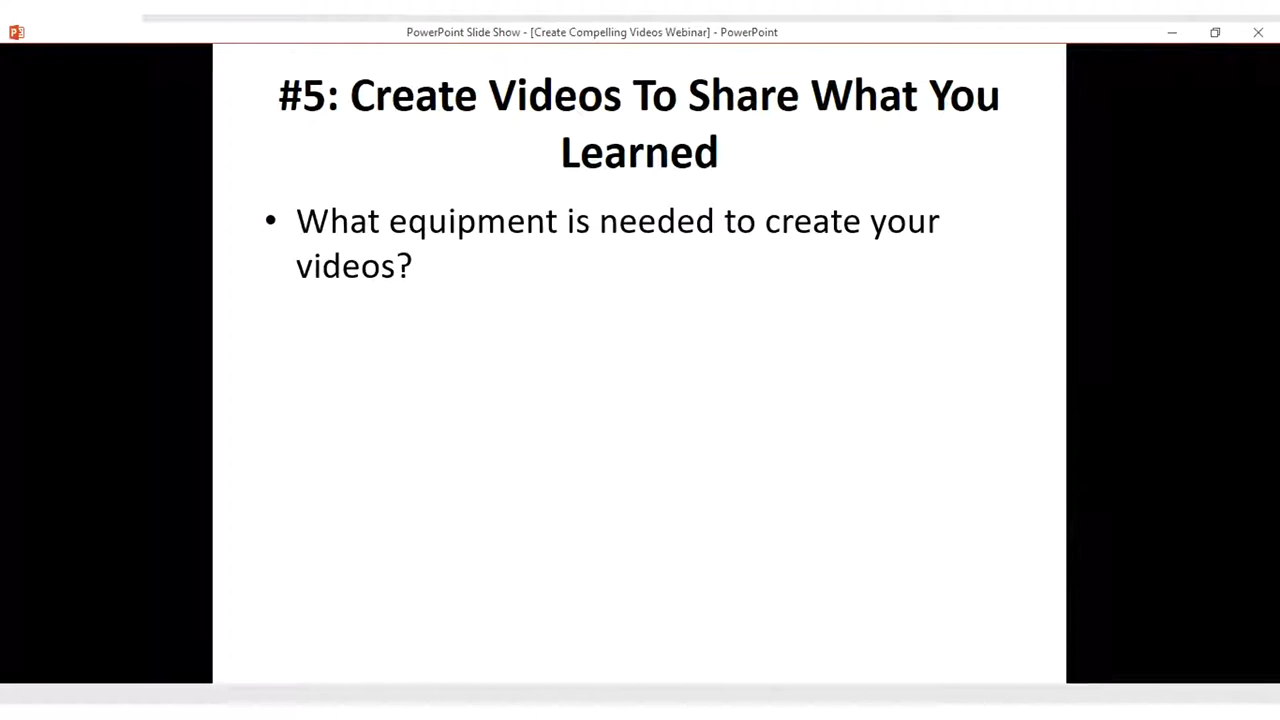 PowerPoint Slide Show - [Create Compelling Videos Webinar] - PowerPoint
#5: Create Videos To Share What You
Learned
• What equipment is needed to create your
videos?